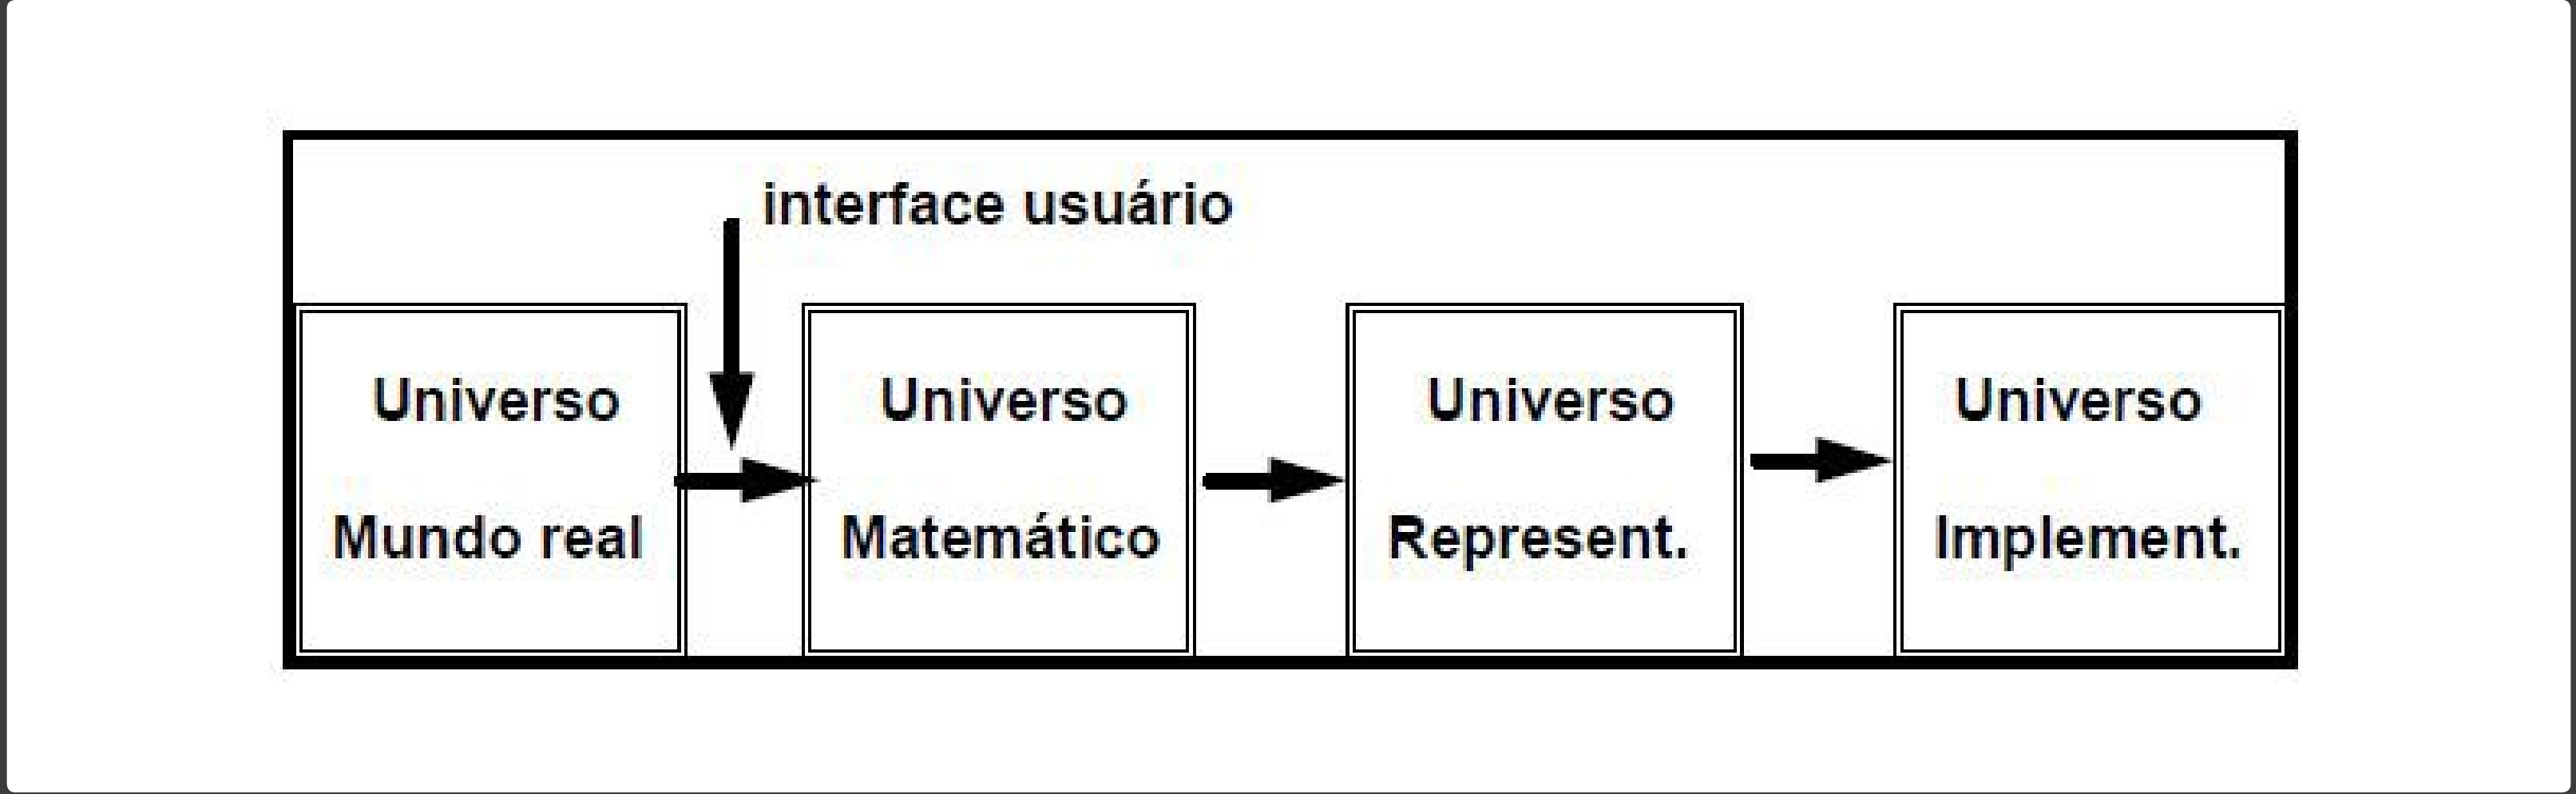 interface usuário
Universo
Mundo real
Universo
Matemático
Universo
Represent.
Universo
Implement.